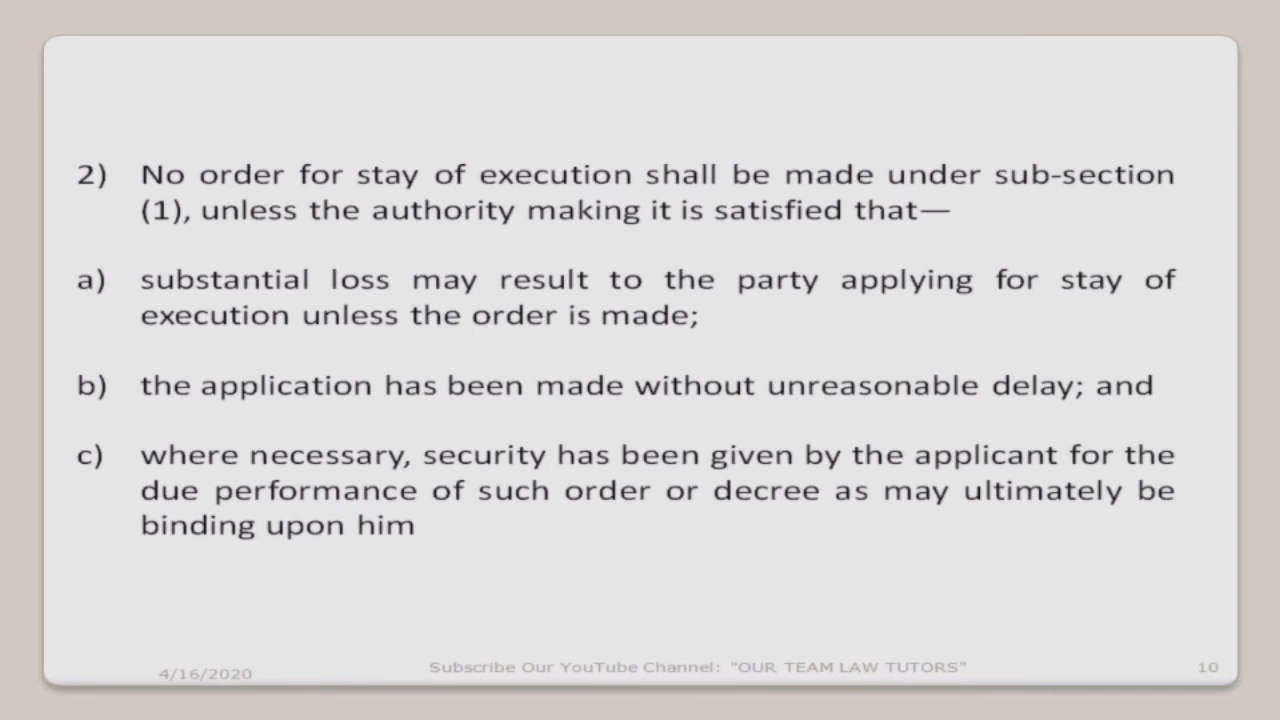 2) No order for stay of execution shall be made under sub-section
(1), unless the authority making it is satisfied that—
a) substantial loss may result to the party applying for stay of
execution unless the order is made;
b) the application has been made without unreasonable delay; and
c) where necessary, security has been given by the applicant for the
due performance of such order or decree as may ultimately be
binding upon him
4/16/2020 Subscribe Our YouTube Channel: "OUR TEAM LAW TUTORS" 10